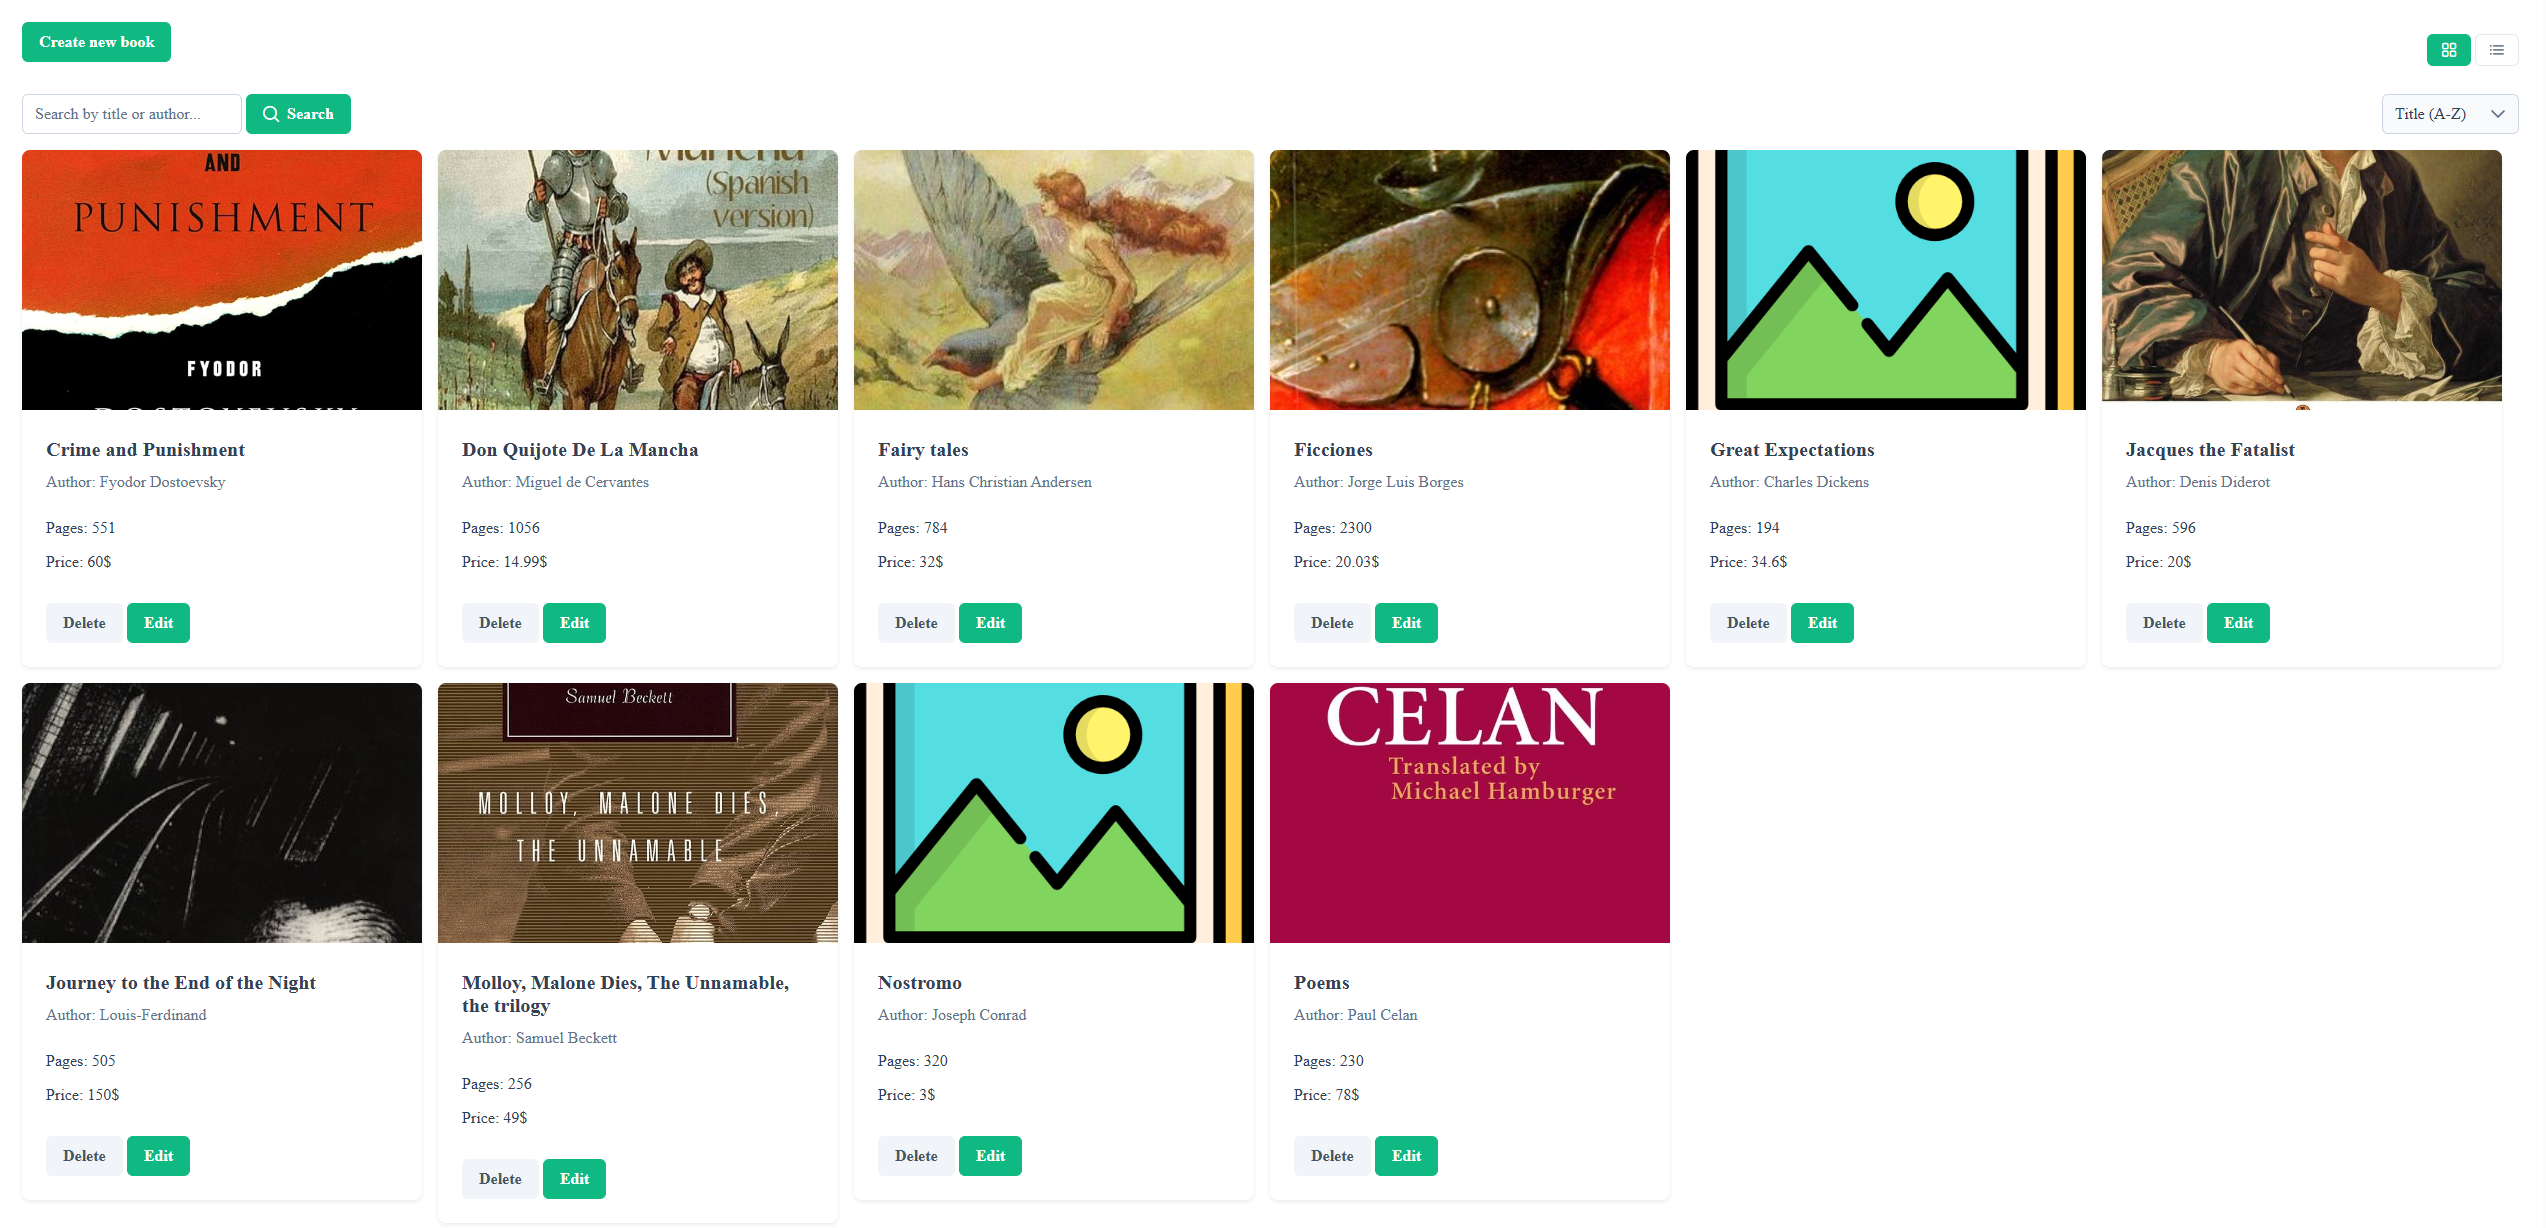 Create new book
Search by title or author...
Search
Title (A-Z)
AND
PUNISHMENT
FYODOR
(Spanish
version)
Crime and Punishment
Author: Fyodor Dostoevsky
Pages: 551
Price: 60$
Delete
Edit
Don Quijote De La Mancha
Author: Miguel de Cervantes
Pages: 1056
Price: 14.99$
Delete
Edit
Fairy tales
Author: Hans Christian Andersen
Pages: 784
Price: 32$
Delete
Edit
Ficciones
Author: Jorge Luis Borges
Pages: 2300
Price: 20.03$
Delete
Edit
Great Expectations
Author: Charles Dickens
Pages: 194
Price: 34.6$
Delete
Edit
Jacques the Fatalist
Author: Denis Diderot
Pages: 596
Price: 20$
Delete
Edit
Journey to the End of the Night
Author: Louis-Ferdinand
Pages: 505
Price: 150$
Delete
Edit
Samuel Beckett
MOLLOY, MALONE DIES,
THE UNNAMABLE
Molloy, Malone Dies, The Unnamable,
the trilogy
Author: Samuel Beckett
Pages: 256
Price: 49$
Delete
Edit
Nostromo
Author: Joseph Conrad
Pages: 320
Price: 3$
Delete
Edit
CELAN
Translated by
Michael Hamburger
Poems
Author: Paul Celan
Pages: 230
Price: 78$
Delete
Edit